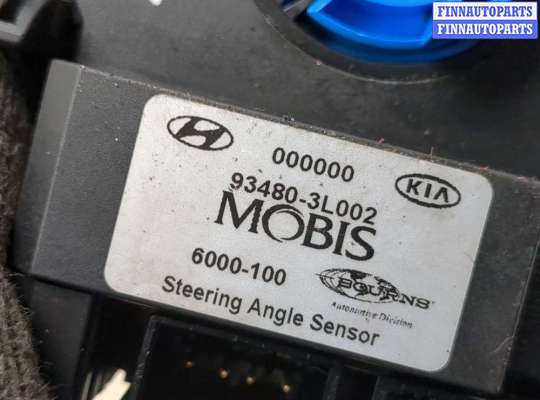 FINNAUTOPARTS
FINNAUTOPARTS
000000
KIA
93480-3L002
MOBIS
6000-100
BOURNS®
Automotive Division
Steering Angle Sensor